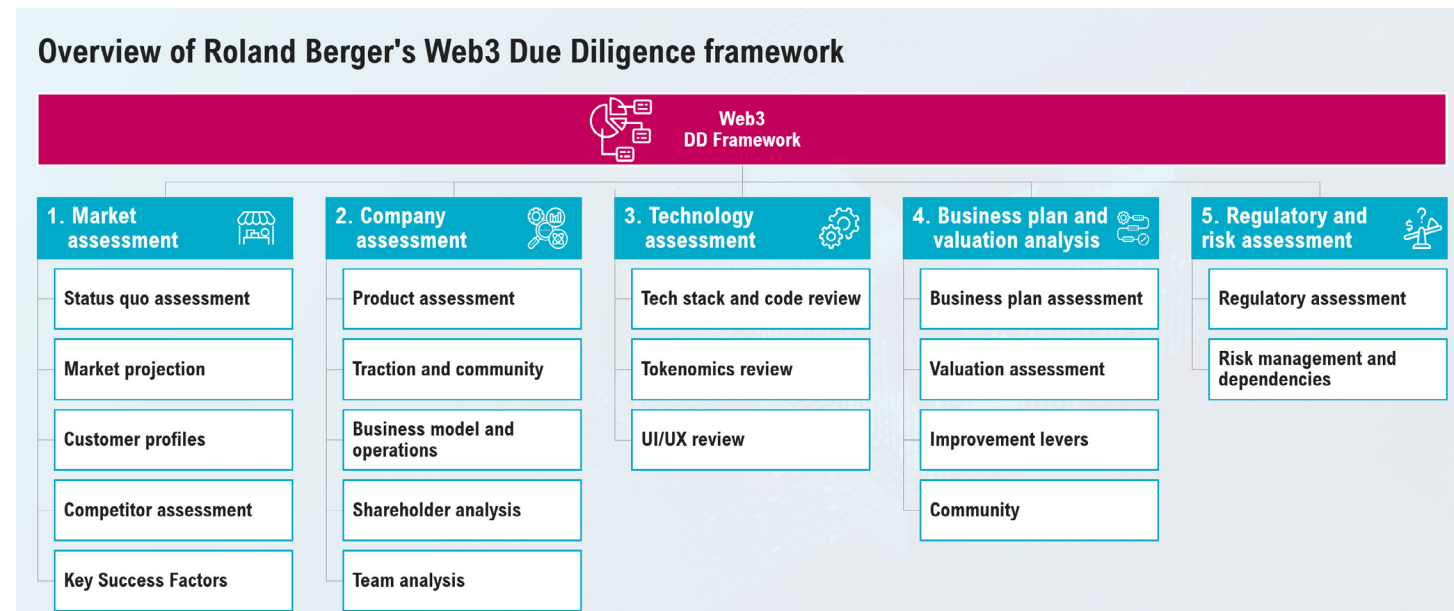 Overview of Roland Berger's Web3 Due Diligence framework
Web3
DD Framework
1. Market
assessment
Status quo assessment
Market projection
Customer profiles
Competitor assessment
Key Success Factors
2. Company
assessment
Product assessment
Traction and community
Business model and
operations
Shareholder analysis
Team analysis
3. Technology
assessment
Tech stack and code review
Tokenomics review
UI/UX review
4. Business plan and
valuation analysis
Business plan assessment
Valuation assessment
Improvement levers
Community
5. Regulatory and
risk assessment
Regulatory assessment
Risk management and
dependencies